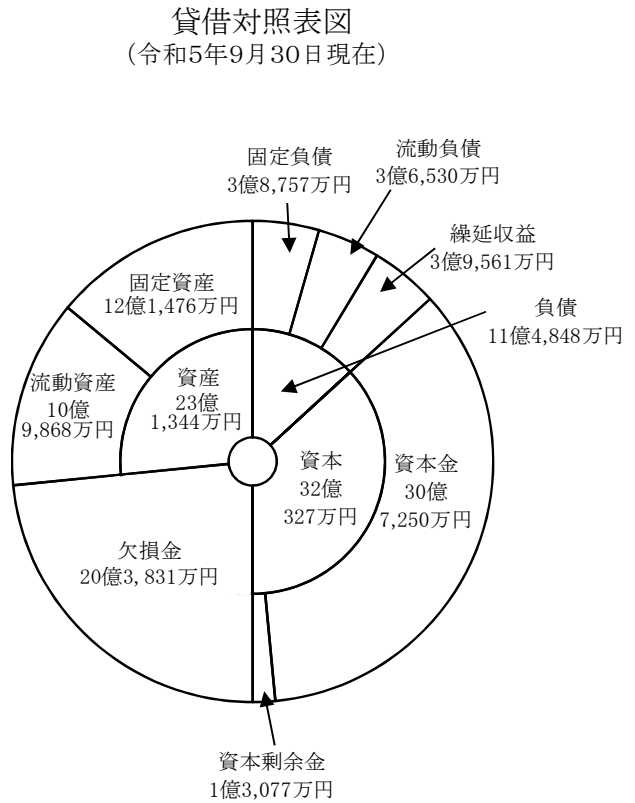 貸借対照表図
（令和5年9月30日現在）
固定負債
3億8,757万円
流動負債
3億6,530万円
繰延収益
3億9,561万円
負債
11億4,848万円
固定資産
12億1,476万円
流動資産
10億
9,868万円
資産
23億
1,344万円
資本
32億
327万円
資本金
30億
7,250万円
欠損金
20億3,831万円
資本剰余金
1億3,077万円